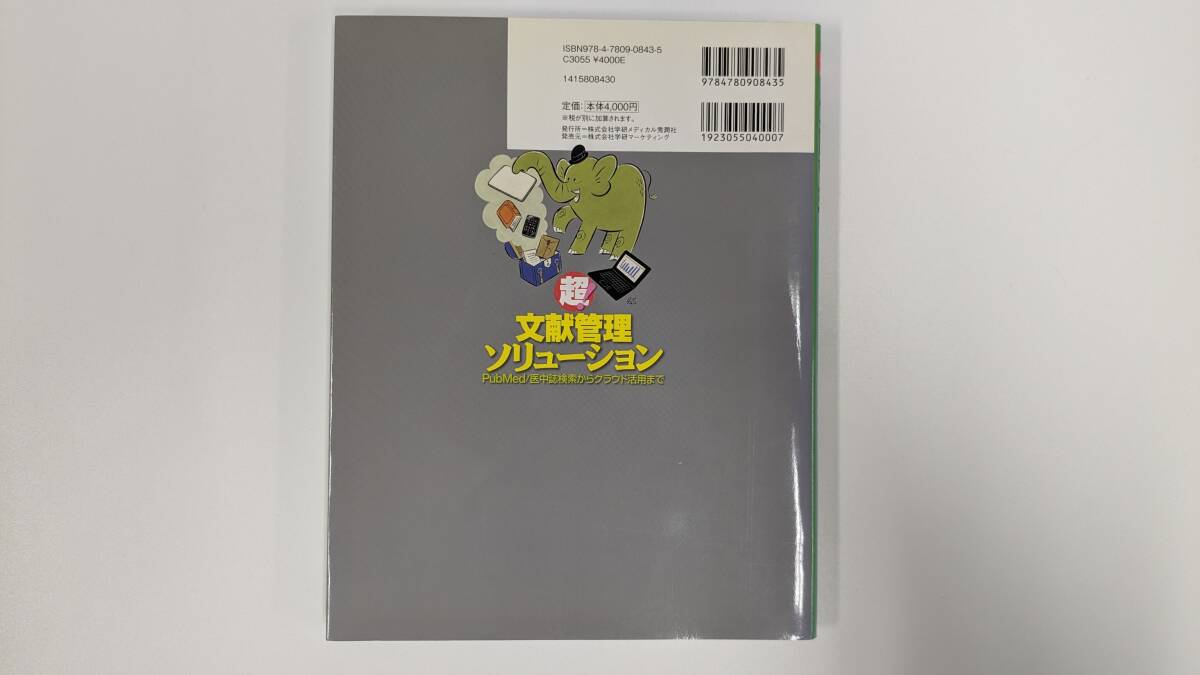 ISBN978-4-7809-0843-5
C3055 ¥4000E
1415808430
定価:本体4,000円
※税が別に加算されます。
発行所=株式会社学研メディカル秀潤社
発売元=株式会社学研マーケティング
9784780908435
1923055040007
超!
文献管理
ソリューション
PubMed/医中誌検索からクラウド活用まで